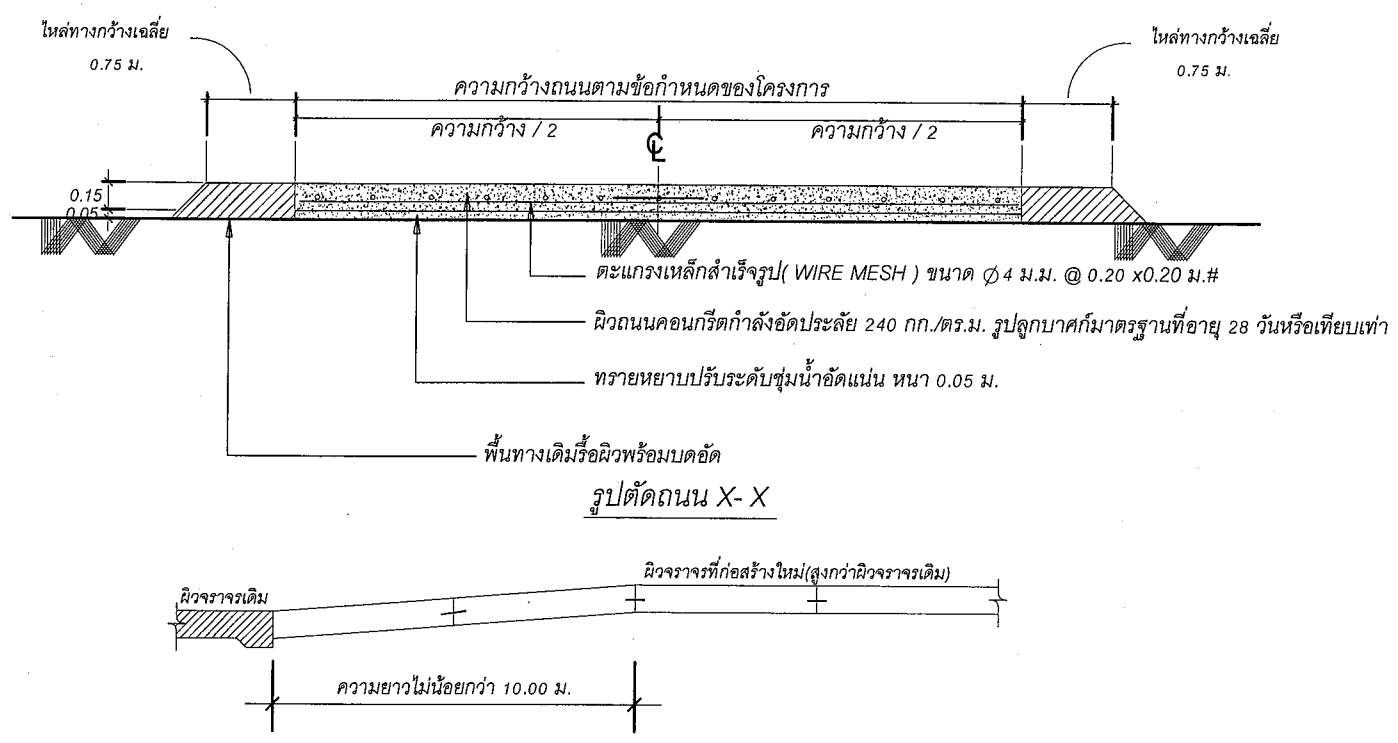 ไหล่ทางกว้างเฉลี่ย
0.75 ม.
ไหล่ทางกว้างเฉลี่ย
0.75 ม.
ความกว้างถนนตามข้อกำหนดของโครงการ
ความกว้าง / 2
ความกว้าง / 2
CL
0.15
0.05
ตะแกรงเหล็กสำเร็จรูป( WIRE MESH ) ขนาด ∅ 4 ม.ม. @ 0.20 x0.20 ม.#
ผิวถนนคอนกรีตกำลังอัดประลัย 240 กก./ตร.ม. รูปลูกบาศก์มาตรฐานที่อายุ 28 วันหรือเทียบเท่า
ทรายหยาบปรับระดับชุ่มน้ำอัดแน่น หนา 0.05 ม.
พื้นทางเดิมรื้อผิวพร้อมบดอัด
รูปตัดถนน X- X
ผิวจราจรที่ก่อสร้างใหม่(สูงกว่าผิวจราจรเดิม)
ผิวจราจรเดิม
ความยาวไม่น้อยกว่า 10.00 ม.